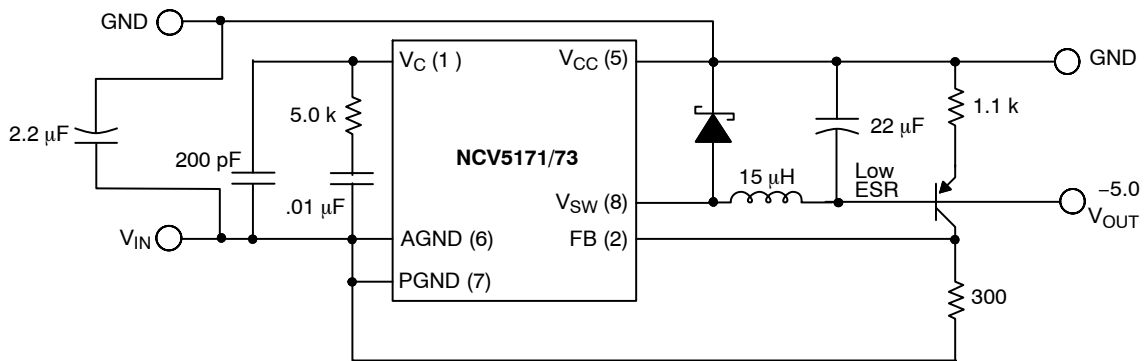 GND
V_C (1 )
V_CC (5)
GND
5.0 k
1.1 k
2.2 μF
22 μF
NCV5171/73
200 pF
Low
ESR
15 μH
−5.0
V_OUT
.01 μF
V_SW (8)
V_IN
AGND (6)
FB (2)
PGND (7)
300